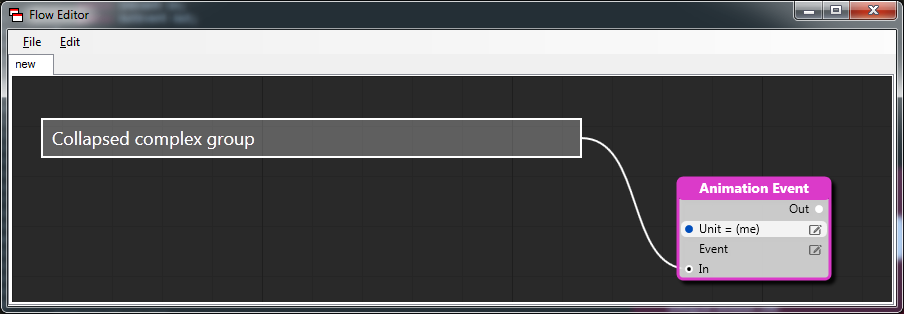 Flow Editor
File Edit
new
Collapsed complex group
Animation Event
Out
Unit = (me)
Event
In